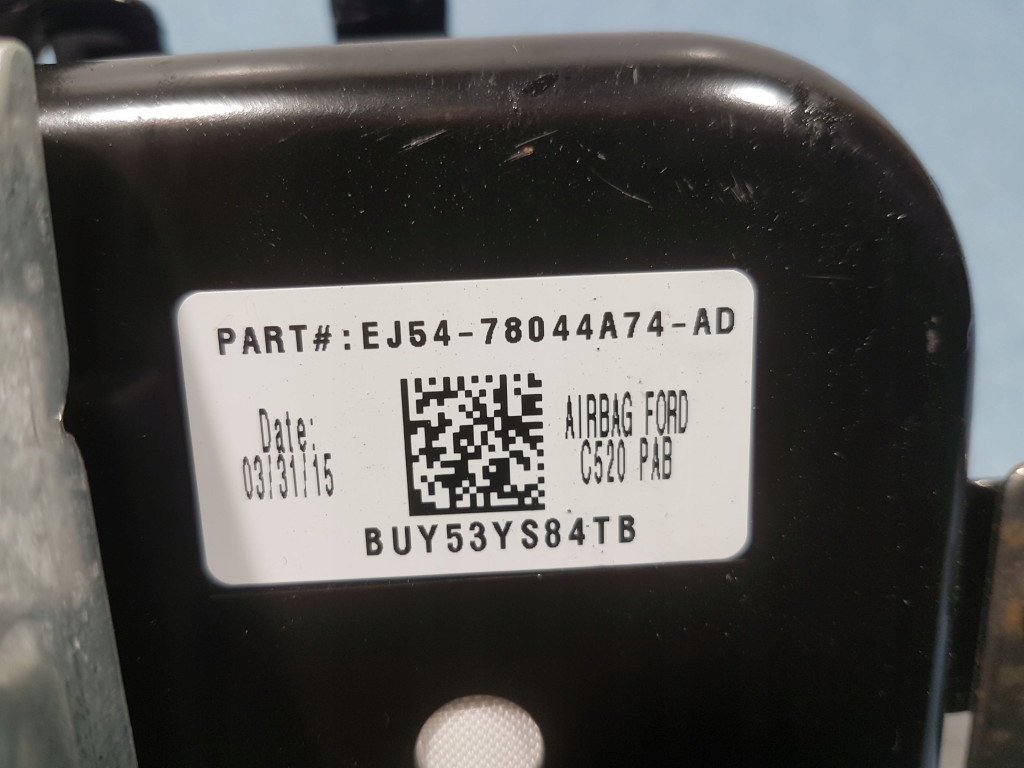 PART#:EJ54-78044A74-AD
Date:
03/31/15
AIRBAG FORD
C520 PAB
BUY53YS84TB